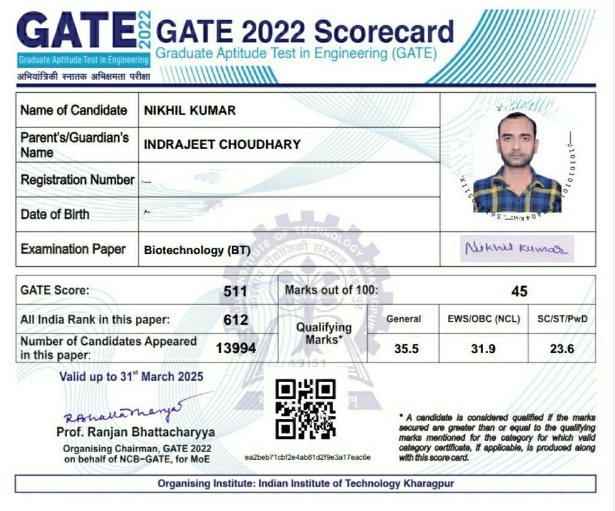 GATE 2022 GATE 2022 Scorecard
Graduate Aptitude Test in Engineering Graduate Aptitude Test in Engineering (GATE)
अभियांत्रिकी स्नातक अभिक्षमता परीक्षा
Name of Candidate NIKHIL KUMAR
Parent's/Guardian's Name INDRAJEET CHOUDHARY
Registration Number
Date of Birth
Examination Paper Biotechnology (BT)
Nikhil Kumar
GATE Score: 511 Marks out of 100: 45
All India Rank in this paper: 612
Qualifying Marks* General EWS/OBC (NCL) SC/ST/PwD
Number of Candidates Appeared in this paper: 13994 35.5 31.9 23.6
Valid up to 31st March 2025
RBhattacharyya
Prof. Ranjan Bhattacharyya
Organising Chairman, GATE 2022
on behalf of NCB-GATE, for MoE
ea2beb71cbf2e4ab81d2f9e3a17eac6e
* A candidate is considered qualified if the marks
secured are greater than or equal to the qualifying
marks mentioned for the category for which valid
category certificate, if applicable, is produced along
with this score card.
Organising Institute: Indian Institute of Technology Kharagpur